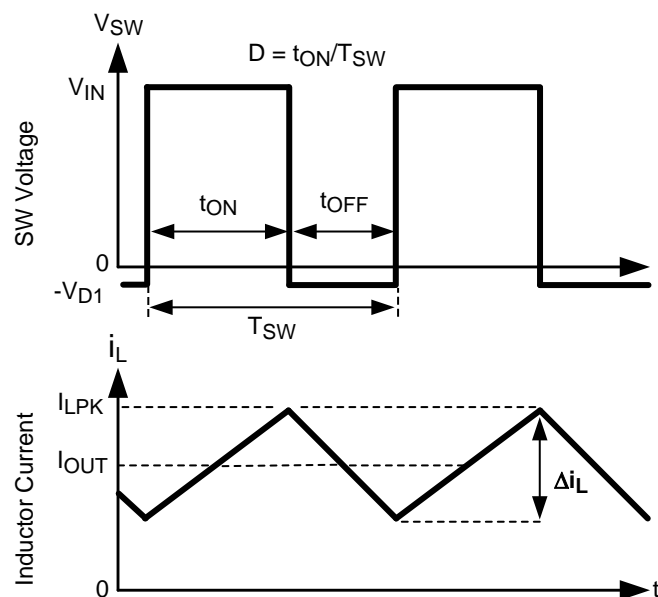 VSW
D = tON/TSW
VIN
SW Voltage
tON
tOFF
0
-VD1
TSW
iL
ILPK
Inductor Current
IOUT
ΔiL
0
t